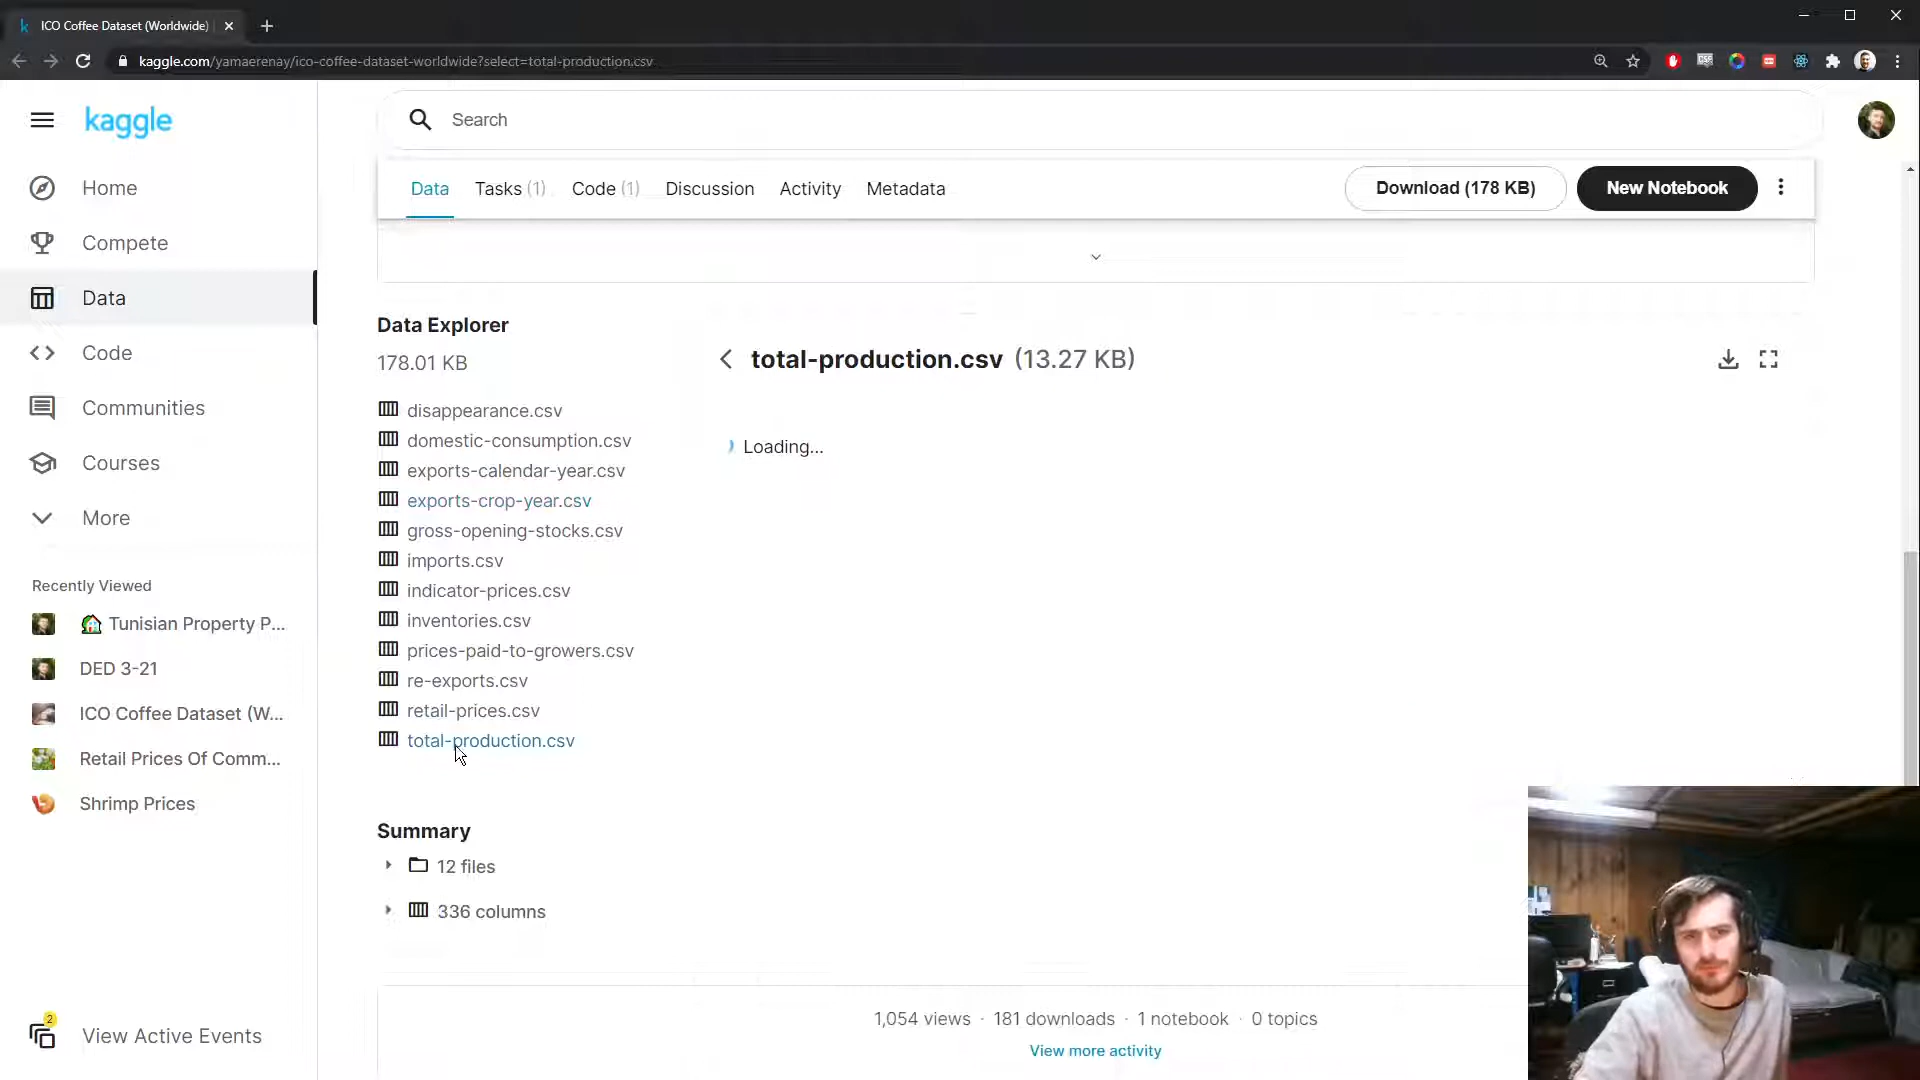 ICO Coffee Dataset (Worldwide)
kaggle.com/yamaerenay/ico-coffee-dataset-worldwide?select=total-production.csv
kaggle
Search
Home
Compete
Data
Code
Communities
Courses
More
Recently Viewed
Tunisian Property P...
DED 3-21
ICO Coffee Dataset (W...
Retail Prices Of Comm...
Shrimp Prices
2
View Active Events
Data
Tasks (1)
Code (1)
Discussion
Activity
Metadata
Download (178 KB)
New Notebook
Data Explorer
178.01 KB
disappearance.csv
domestic-consumption.csv
exports-calendar-year.csv
exports-crop-year.csv
gross-opening-stocks.csv
imports.csv
indicator-prices.csv
inventories.csv
prices-paid-to-growers.csv
re-exports.csv
retail-prices.csv
total-production.csv
Summary
12 files
336 columns
total-production.csv (13.27 KB)
Loading...
1,054 views · 181 downloads · 1 notebook · 0 topics
View more activity